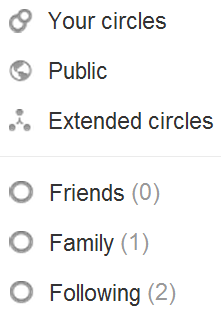 Your circles
Public
Extended circles
Friends (0)
Family (1)
Following (2)